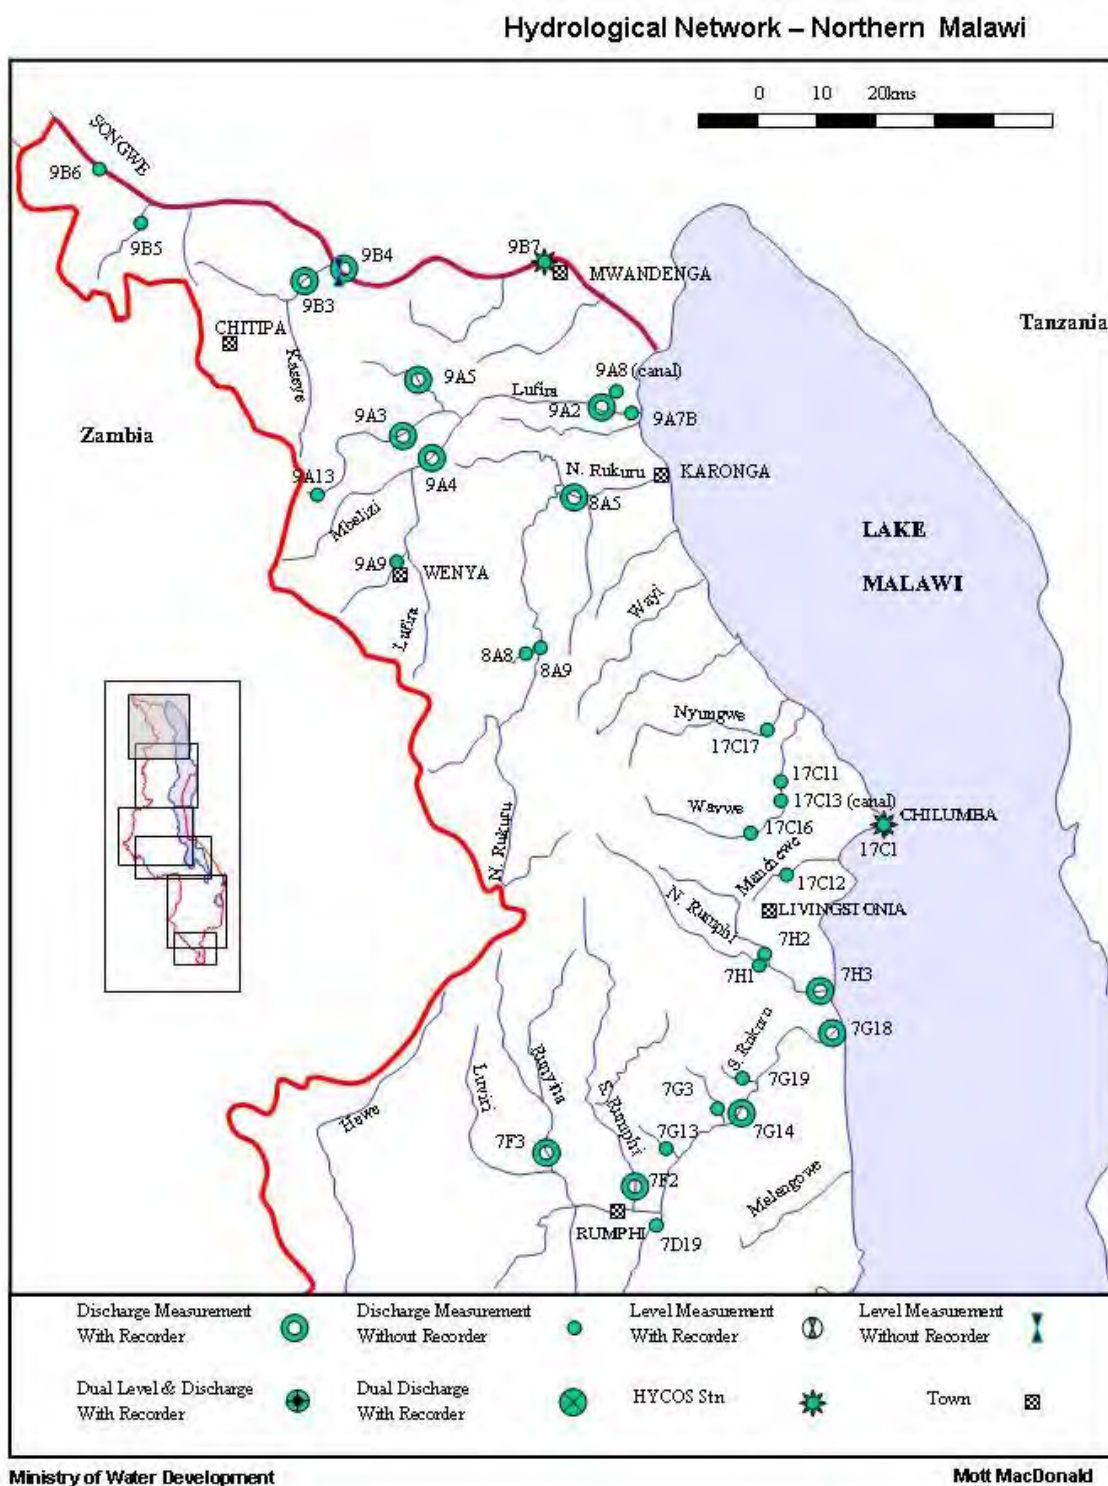 Hydrological Network – Northern Malawi
0 10 20kms
SONGWE
9B6
9B5
9B4
9B7
MWANDENGA
9B3
CHITIPA
Tanzania
Kaseye
9A5
9A8 (canal)
Lufira
9A2
9A7B
9A3
Zambia
9A4
N. Rukuru
KARONGA
9A13
8A5
Mbelizi
LAKE
MALAWI
9A9
WENYA
Wayi
Lufira
8A8
8A9
Nyungwe
17C17
17C11
17C13 (canal)
Wavwe
CHILUMBA
17C16
17C1
N. Rukuru
Manchewe
17C12
N. Rumphi
LIVINGSTONIA
7H2
7H1
7H3
7G18
S. Rukuru
7G19
Luviri
Runyina
S. Rumphi
7G3
Hewe
7G14
7G13
7F3
7F2
Melengowe
RUMPHI
7D19
Discharge Measurement
With Recorder
Discharge Measurement
Without Recorder
Level Measurement
With Recorder
Level Measurement
Without Recorder
Dual Level & Discharge
With Recorder
Dual Discharge
With Recorder
HYCOS Stn
Town
Ministry of Water Development
Mott MacDonald